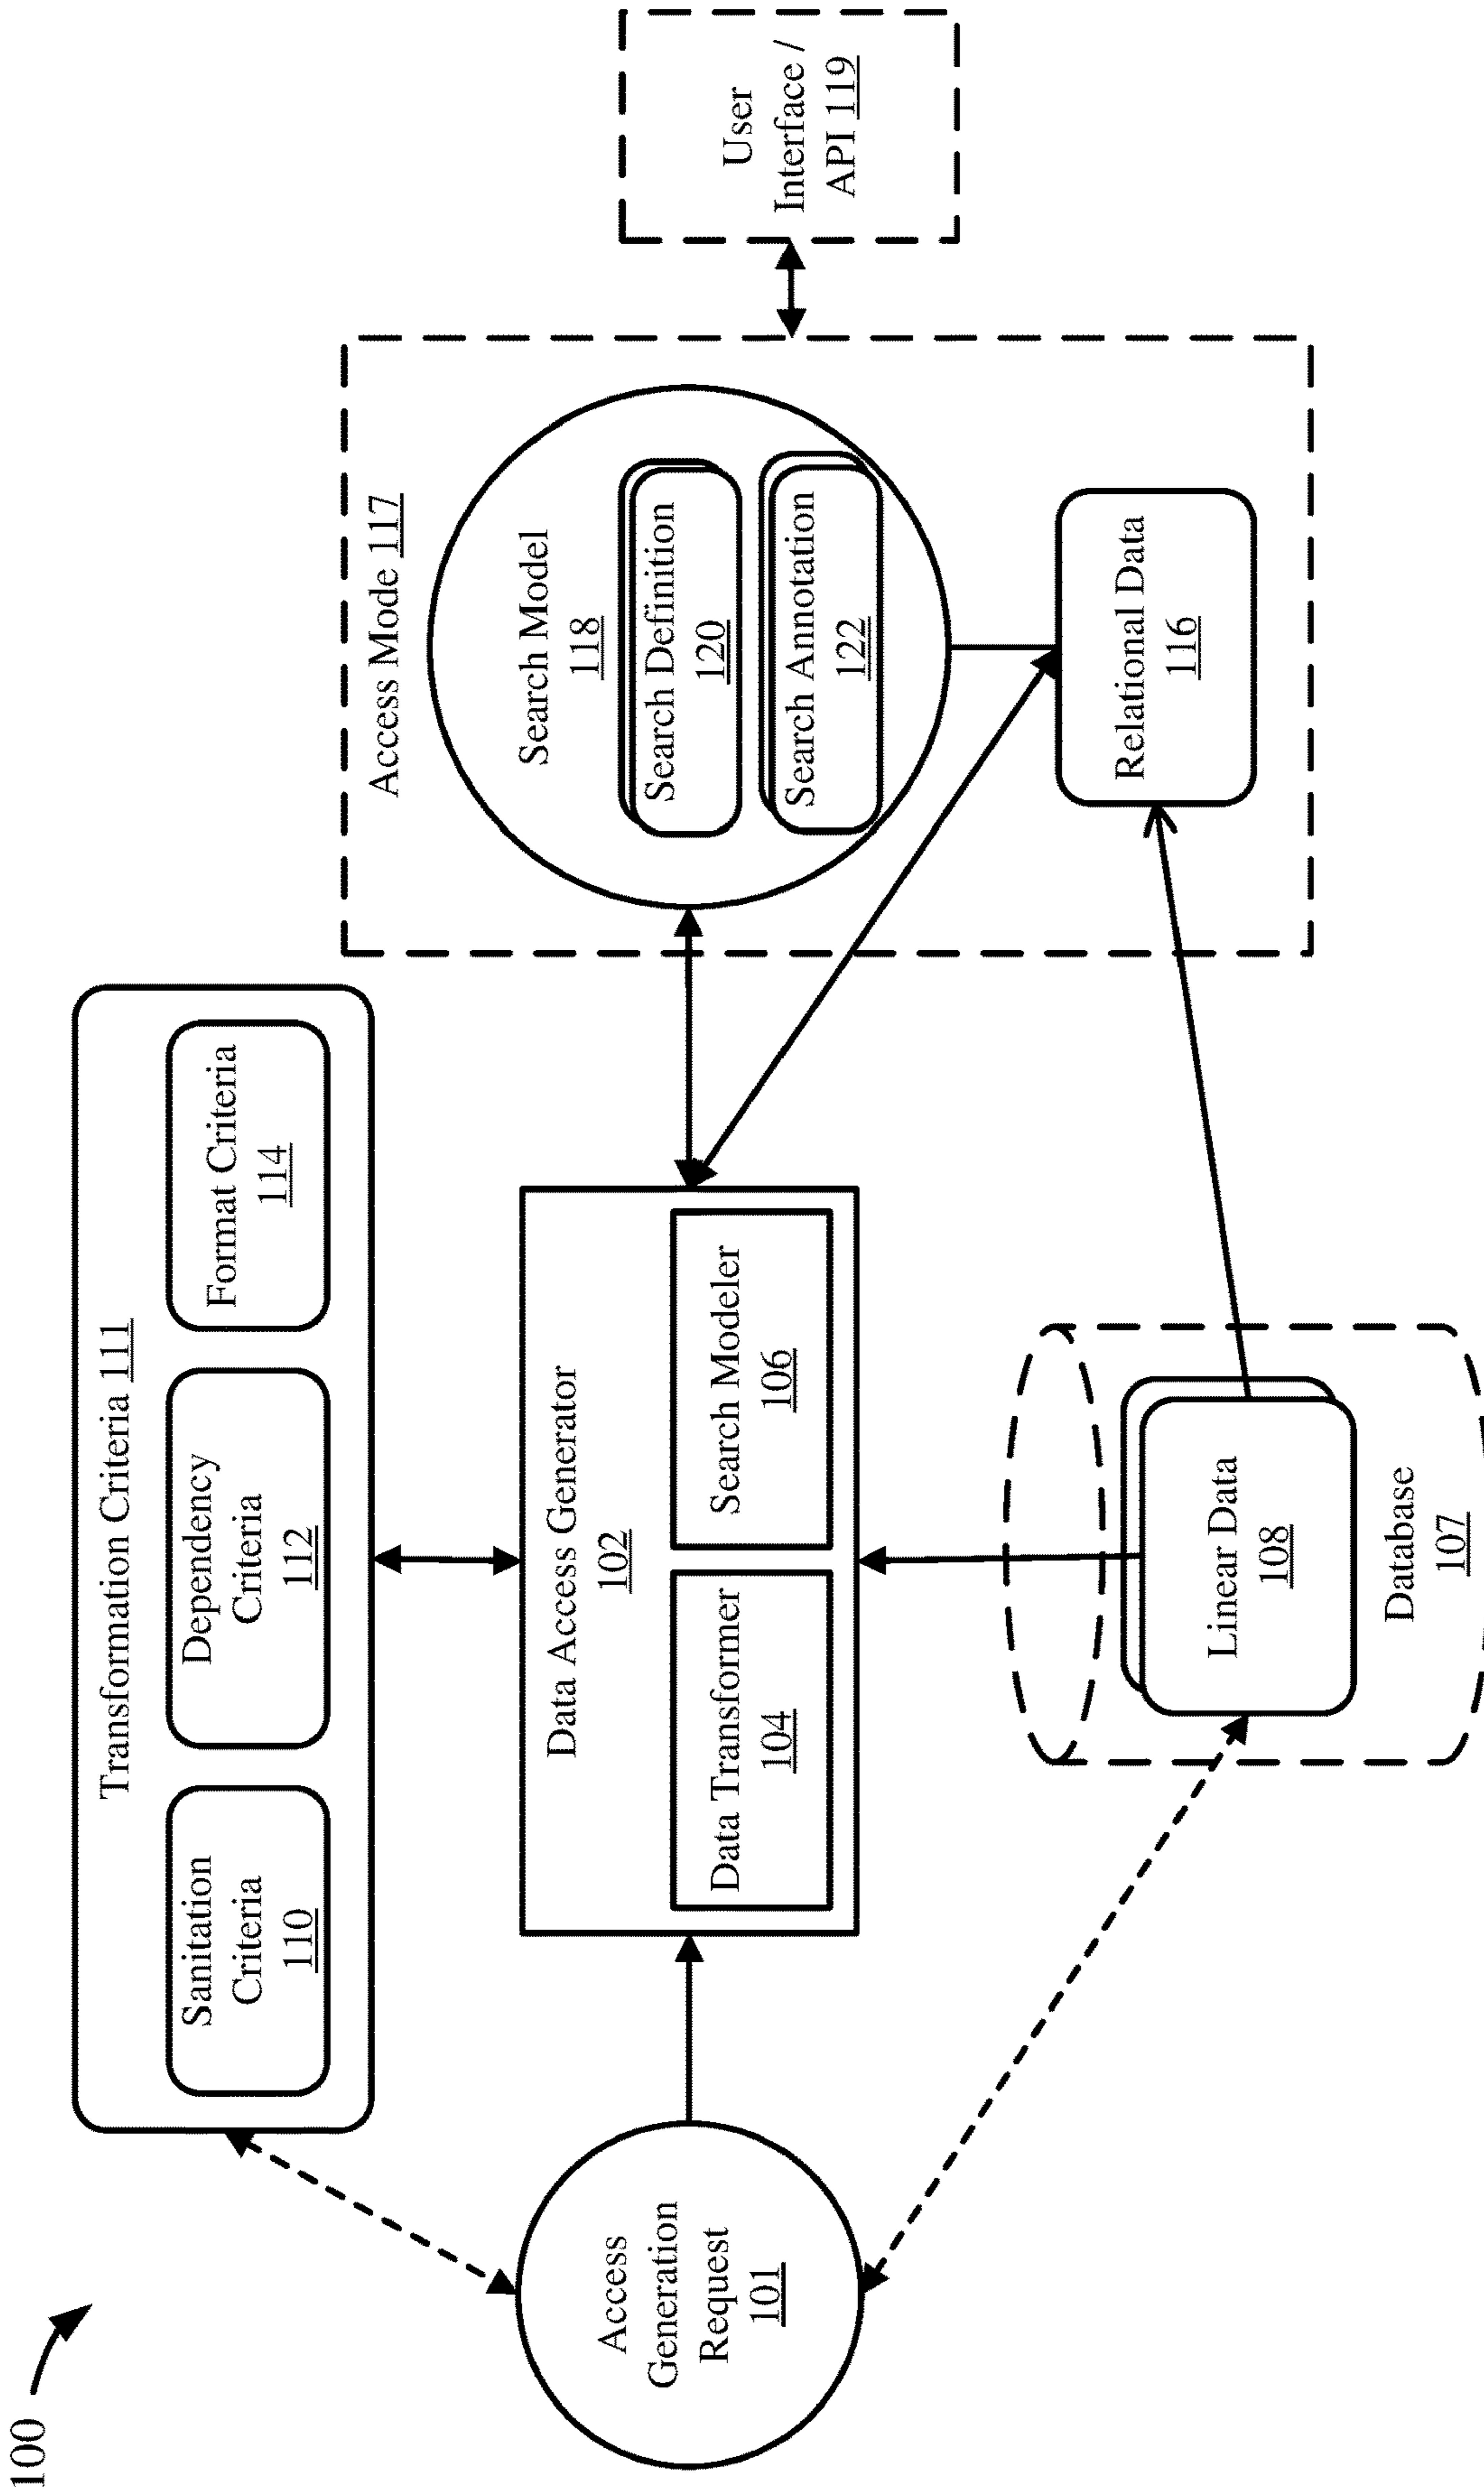 100
Transformation Criteria 111
Sanitation
Criteria
110
Dependency
Criteria
112
Format Criteria
114
Access
Generation
Request
101
Data Access Generator
102
Data Transformer
104
Search Modeler
106
Linear Data
108
Database
107
Access Mode 117
Search Model
118
Search Definition
120
Search Annotation
122
Relational Data
116
User
Interface /
API 119